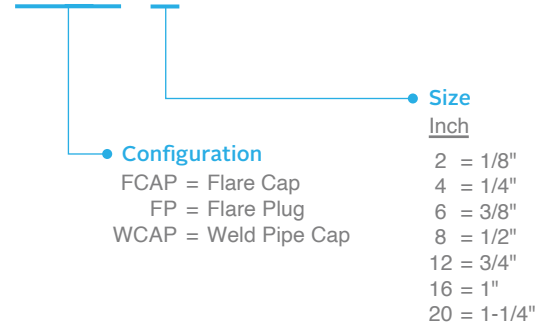 Size
Inch
2 = 1/8"
4 = 1/4"
6 = 3/8"
8 = 1/2"
12 = 3/4"
16 = 1"
20 = 1-1/4"
Configuration
FCAP = Flare Cap
FP = Flare Plug
WCAP = Weld Pipe Cap